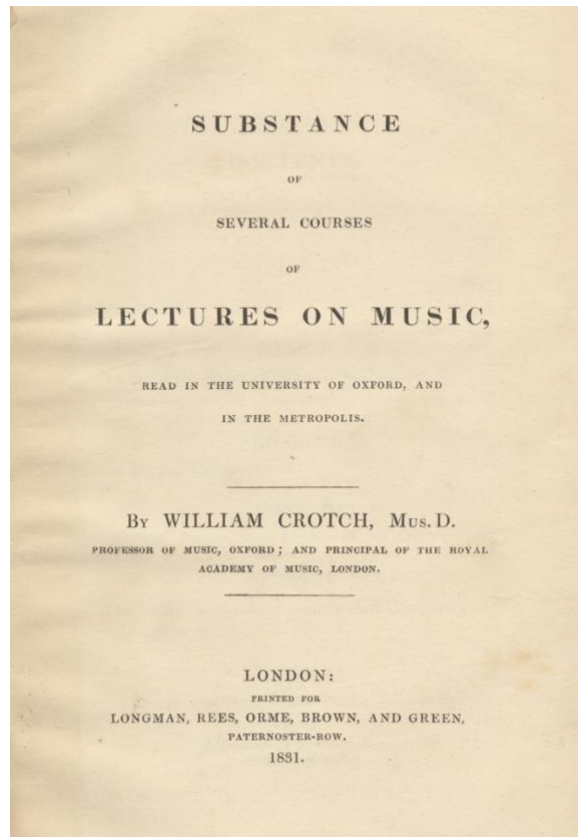 SUBSTANCE
OF
SEVERAL COURSES
OF
LECTURES ON MUSIC,
READ IN THE UNIVERSITY OF OXFORD, AND
IN THE METROPOLIS.
By WILLIAM CROTCH, Mus. D.
PROFESSOR OF MUSIC, OXFORD; AND PRINCIPAL OF THE ROYAL
ACADEMY OF MUSIC, LONDON.
LONDON:
PRINTED FOR
LONGMAN, REES, ORME, BROWN, AND GREEN,
PATERNOSTER-ROW.
1831.